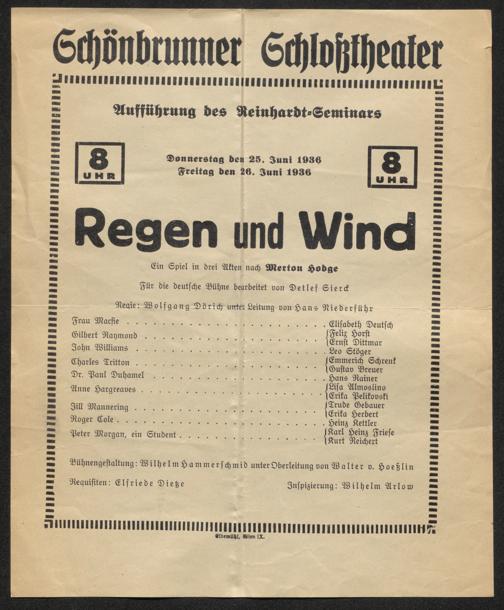 Schönbrunner Schloßtheater
Aufführung des Reinhardt-Seminars
8 UHR
Donnerstag den 25. Juni 1936
Freitag den 26. Juni 1936
8 UHR
Regen und Wind
Ein Spiel in drei Akten nach Merton Hodge
Für die deutsche Bühne bearbeitet von Detlef Sierck
Regie: Wolfgang Dörich unter Leitung von Hans Niederführ
Frau Macfie . . . Elisabeth Deutsch
Gilbert Raymond . . . Felix Horst
Ernst Dittmar
John Williams . . . Leo Stöger
Charles Tritton . . . Emmerich Schrenk
Gustav Breuer
Dr. Paul Duhamel . . . Hans Rainer
Anne Hargreaves . . . Lisa Almoslino
Erika Pelikovski
Jill Mannering . . . Trude Gebauer
Erika Herbert
Roger Cole . . . Heinz Kettler
Peter Morgan, ein Student . . . Karl Heinz Friese
Kurt Reichert
Bühnengestaltung: Wilhelm Hammerschmid unter Oberleitung von Walter v. Hoeßlin
Requisiten: Elfriede Dietze
Inspizierung: Wilhelm Arlow
Elbemühl, Wien IX.